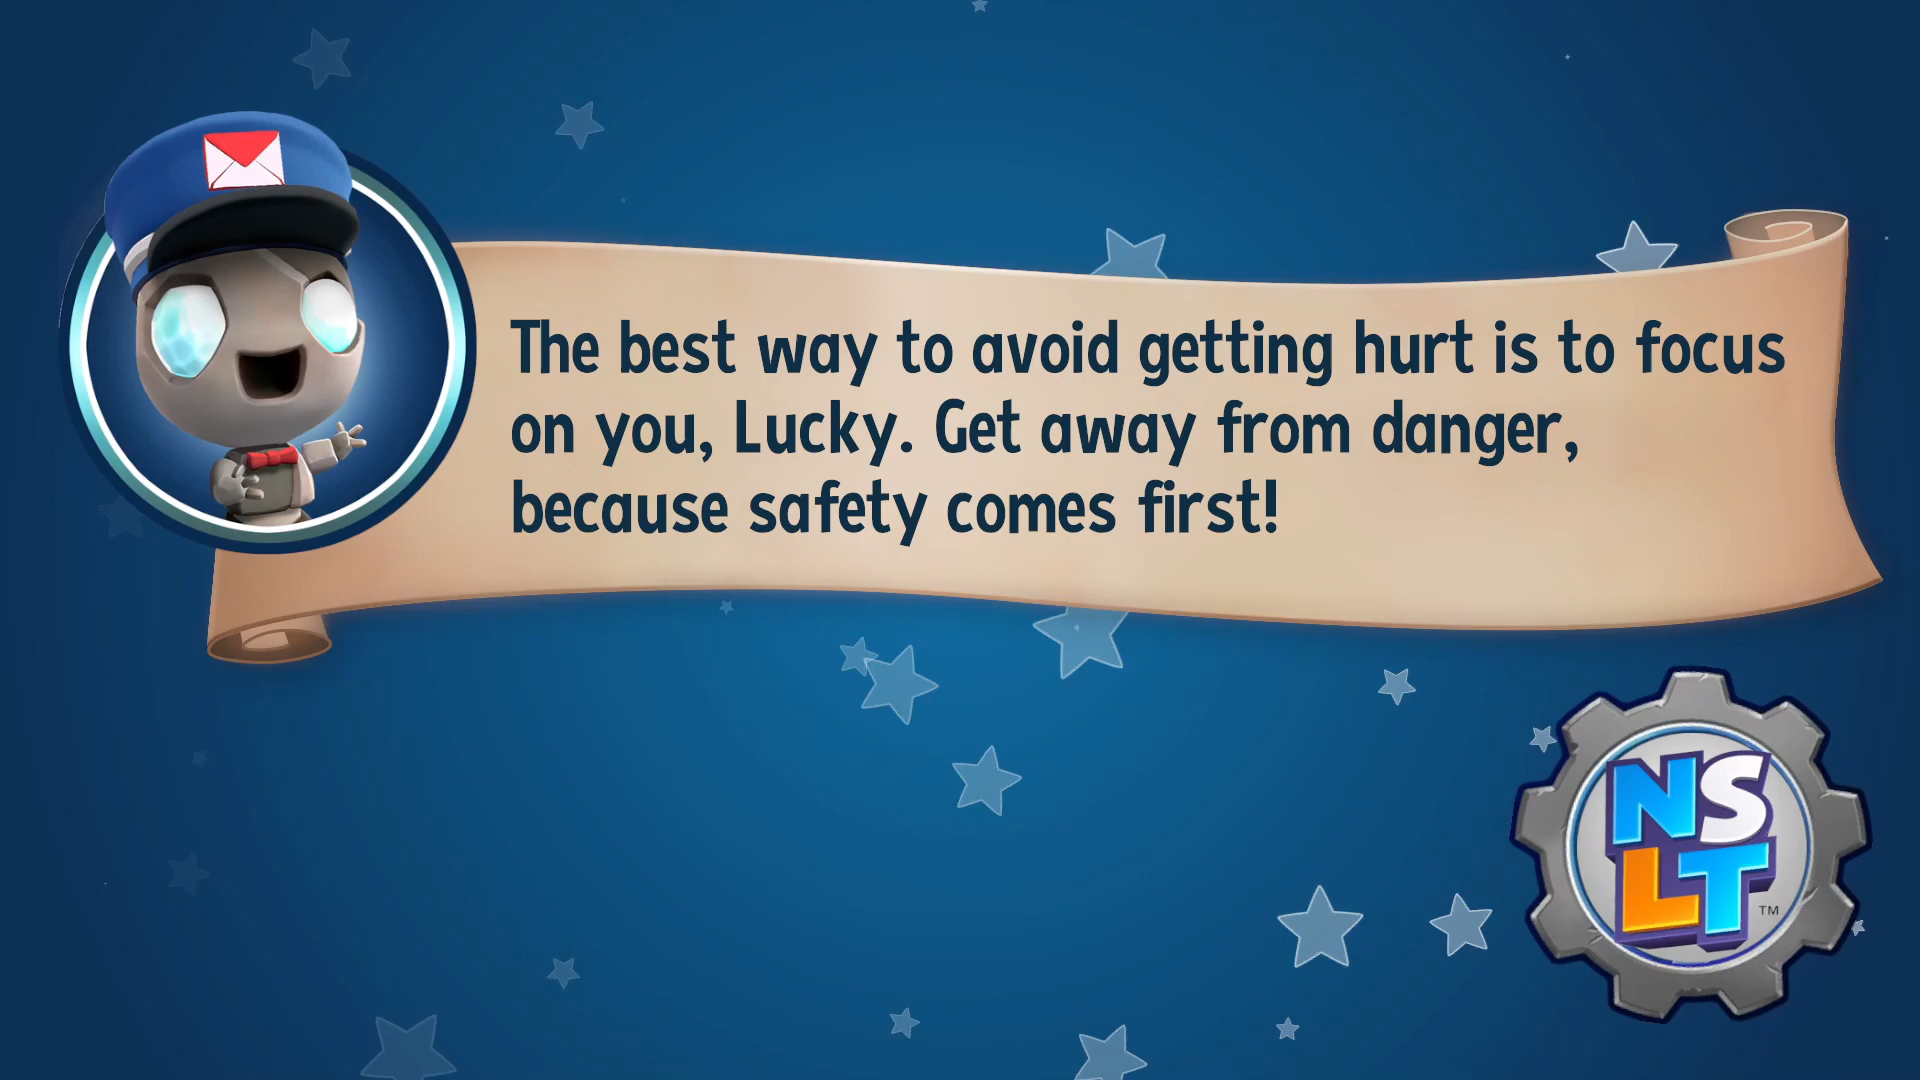 The best way to avoid getting hurt is to focus
on you, Lucky. Get away from danger,
because safety comes first!
NS
LT
TM